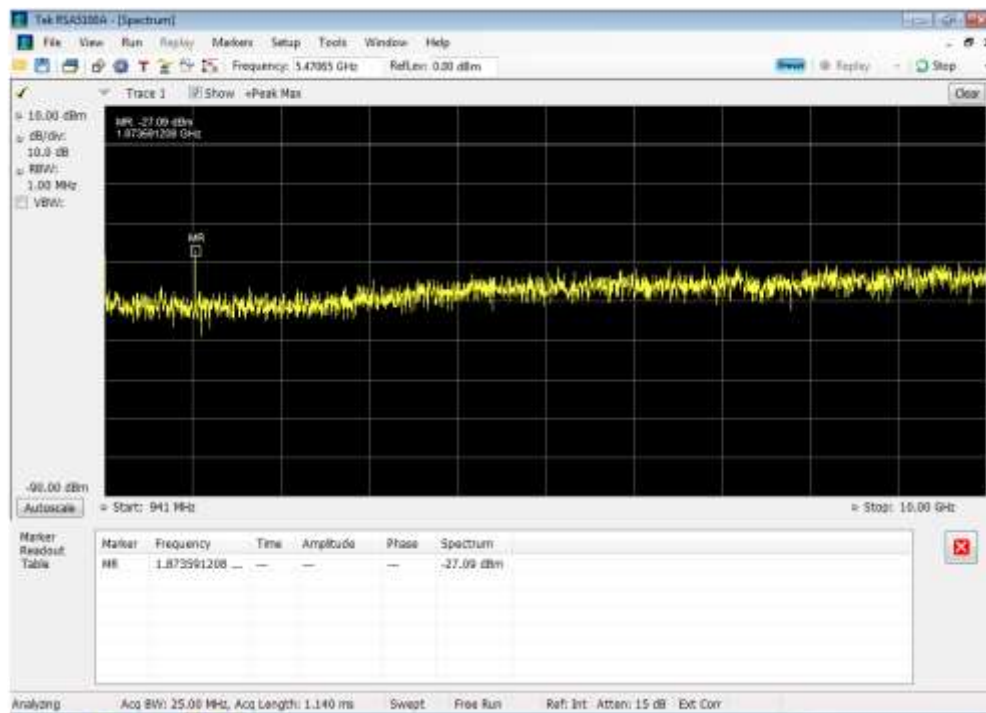 Tek RSA5100A - [Spectrum]
File View Run Replay Markers Setup Tools Window Help
Frequency: 5.47065 GHz RefLev: 0.00 dBm Preset Replay Stop
Trace 1 Show +Peak Max Clear
10.00 dBm
dB/div:
10.0 dB
RBW:
1.00 MHz
VBW:
MR: -27.09 dBm
1.873591208 GHz
MR
-90.00 dBm
Autoscale Start: 941 MHz Stop: 10.00 GHz
Marker
Readout
Table
Marker Frequency Time Amplitude Phase Spectrum
MR 1.873591208 ... --- --- --- -27.09 dBm
Analyzing Acq BW: 25.00 MHz, Acq Length: 1.140 ms Swept Free Run Ref: Int Atten: 15 dB Ext Corr